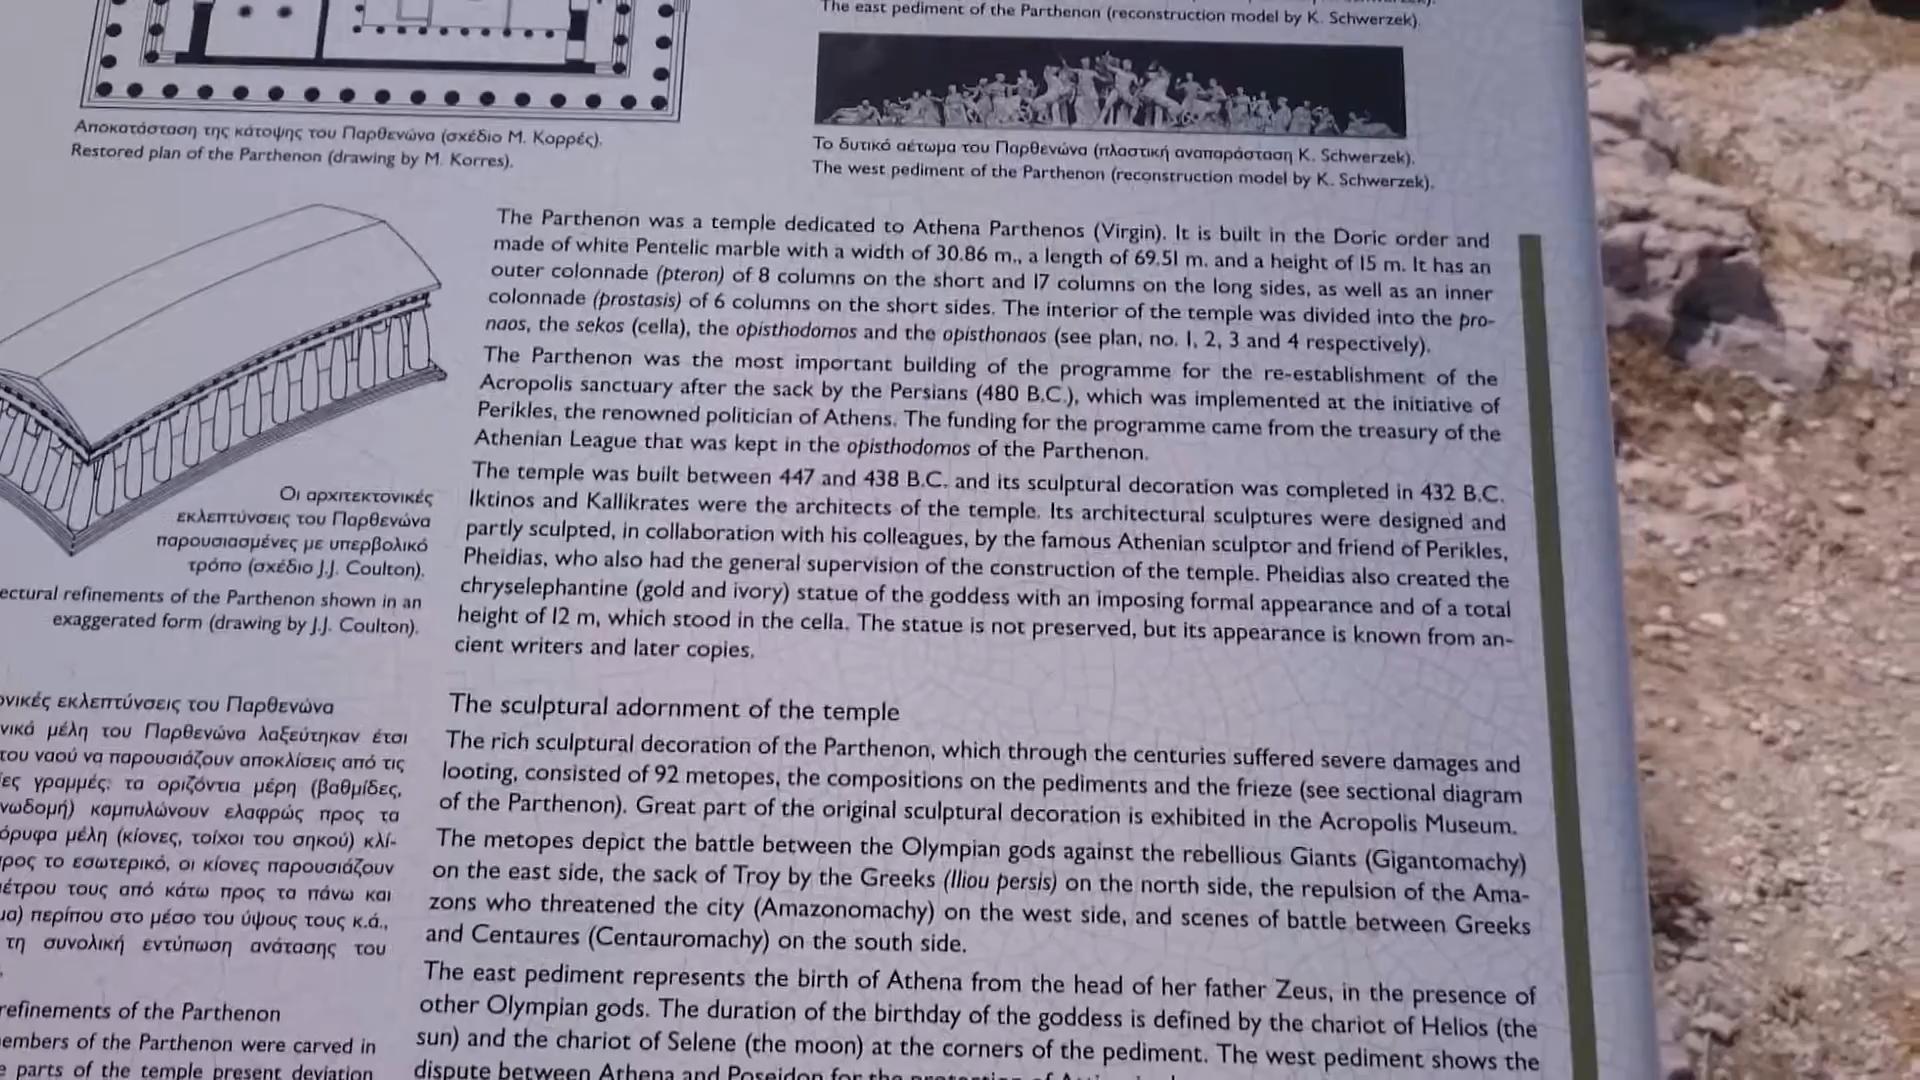 The east pediment of the Parthenon (reconstruction model by K. Schwerzek).
Αποκατάσταση της κάτοψης του Παρθενώνα (σχέδιο Μ. Κορρές).
Restored plan of the Parthenon (drawing by M. Korres).
Το δυτικό αέτωμα του Παρθενώνα (πλαστική αναπαράσταση K. Schwerzek).
The west pediment of the Parthenon (reconstruction model by K. Schwerzek).
The Parthenon was a temple dedicated to Athena Parthenos (Virgin). It is built in the Doric order and
made of white Pentelic marble with a width of 30.86 m., a length of 69.51 m. and a height of 15 m. It has an
outer colonnade (pteron) of 8 columns on the short and 17 columns on the long sides, as well as an inner
colonnade (prostasis) of 6 columns on the short sides. The interior of the temple was divided into the pro-
naos, the sekos (cella), the opisthodomos and the opisthonaos (see plan, no. 1, 2, 3 and 4 respectively).
The Parthenon was the most important building of the programme for the re-establishment of the
Acropolis sanctuary after the sack by the Persians (480 B.C.), which was implemented at the initiative of
Perikles, the renowned politician of Athens. The funding for the programme came from the treasury of the
Athenian League that was kept in the opisthodomos of the Parthenon.
The temple was built between 447 and 438 B.C. and its sculptural decoration was completed in 432 B.C.
Iktinos and Kallikrates were the architects of the temple. Its architectural sculptures were designed and
partly sculpted, in collaboration with his colleagues, by the famous Athenian sculptor and friend of Perikles,
Pheidias, who also had the general supervision of the construction of the temple. Pheidias also created the
chryselephantine (gold and ivory) statue of the goddess with an imposing formal appearance and of a total
height of 12 m, which stood in the cella. The statue is not preserved, but its appearance is known from an-
cient writers and later copies.
Οι αρχιτεκτονικές
εκλεπτύνσεις του Παρθενώνα
παρουσιασμένες με υπερβολικό
τρόπο (σχέδιο J.J. Coulton).
ectural refinements of the Parthenon shown in an
exaggerated form (drawing by J.J. Coulton).
The sculptural adornment of the temple
The rich sculptural decoration of the Parthenon, which through the centuries suffered severe damages and
looting, consisted of 92 metopes, the compositions on the pediments and the frieze (see sectional diagram
of the Parthenon). Great part of the original sculptural decoration is exhibited in the Acropolis Museum.
The metopes depict the battle between the Olympian gods against the rebellious Giants (Gigantomachy)
on the east side, the sack of Troy by the Greeks (Iliou persis) on the north side, the repulsion of the Ama-
zons who threatened the city (Amazonomachy) on the west side, and scenes of battle between Greeks
and Centaures (Centauromachy) on the south side.
The east pediment represents the birth of Athena from the head of her father Zeus, in the presence of
other Olympian gods. The duration of the birthday of the goddess is defined by the chariot of Helios (the
sun) and the chariot of Selene (the moon) at the corners of the pediment. The west pediment shows the
dispute between Athena and Poseidon for the
ονικές εκλεπτύνσεις του Παρθενώνα
νικά μέλη του Παρθενώνα λαξεύτηκαν έτσι
του ναού να παρουσιάζουν αποκλίσεις από τις
ες γραμμές: τα οριζόντια μέρη (βαθμίδες,
νωδομή) καμπυλώνουν ελαφρώς προς τα
όρυφα μέλη (κίονες, τοίχοι του σηκού) κλί-
ρος το εσωτερικό, οι κίονες παρουσιάζουν
μέτρου τους από κάτω προς τα πάνω και
μα) περίπου στο μέσο του ύψους τους κ.ά.,
τη συνολική εντύπωση ανάτασης του
refinements of the Parthenon
embers of the Parthenon were carved in
e parts of the temple present deviation